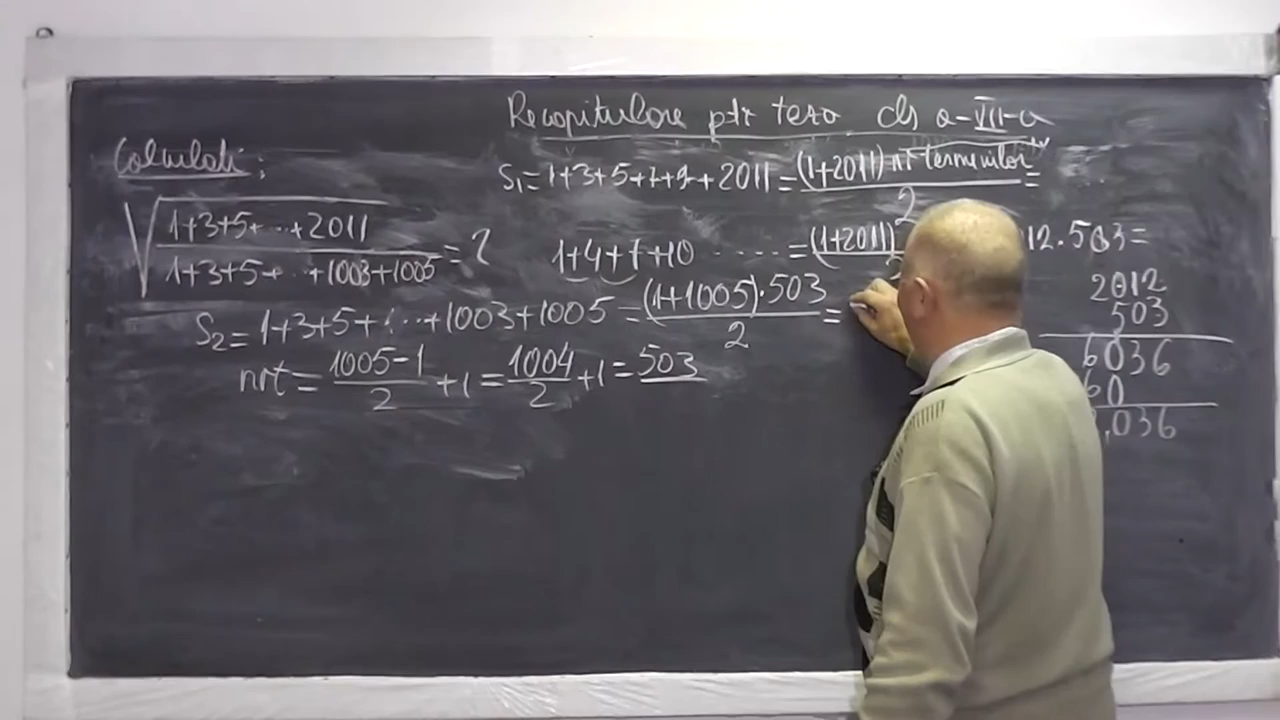 Recapitulare ptr teza cls a-VII-a
Calculati:
S₁=1+3+5+7+9+2011=(1+2011) nr termenilor/2=
√(1+3+5+...+2011/1+3+5+...+1003+1005)=?
1+4+7+10.....=(1+2011)
12.503=
2012
503
6036
60
.036
S₂=1+3+5+...+1003+1005=(1+1005).503/2=
nrt=1005-1/2+1=1004/2+1=503